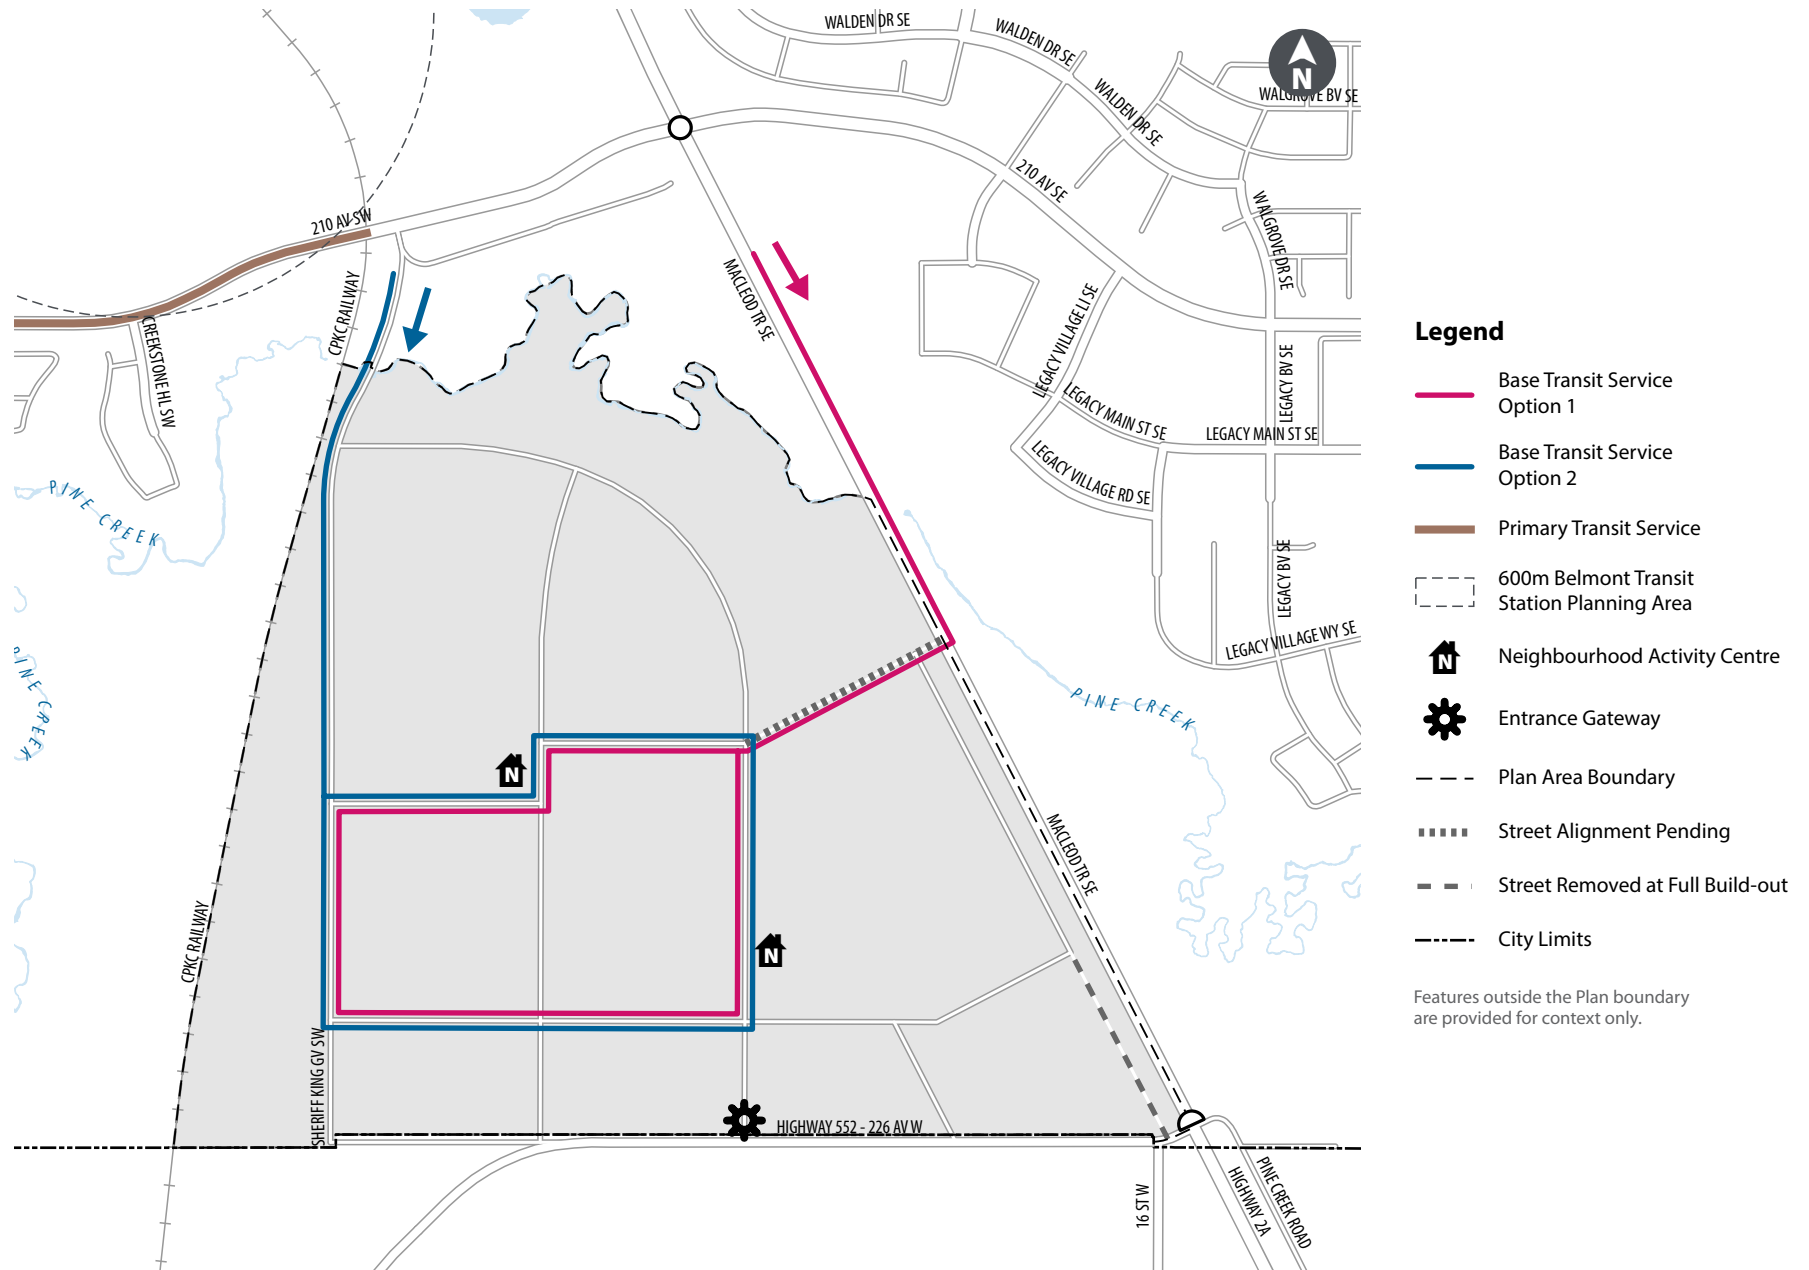 WALDEN DR SE
WALDEN DR SE
WALDEN DR SE
WALGROVE BV SE
N
210 AV SW
210 AV SE
WALGROVE DR SE
CPKC RAILWAY
MACLEOD TR SE
CREEKSTONE HL SW
LEGACY VILLAGE LI SE
LEGACY BV SE
LEGACY MAIN ST SE
LEGACY MAIN ST SE
LEGACY VILLAGE RD SE
PINE CREEK
LEGACY BV SE
LEGACY VILLAGE WY SE
PINE CREEK
PINE CREEK
N
MACLEOD TR SE
CPKC RAILWAY
N
SHERIFF KING GV SW
HIGHWAY 552 - 226 AV W
16 ST W
HIGHWAY 2A
PINE CREEK ROAD
Legend
Base Transit Service
Option 1
Base Transit Service
Option 2
Primary Transit Service
600m Belmont Transit
Station Planning Area
N
Neighbourhood Activity Centre
Entrance Gateway
Plan Area Boundary
Street Alignment Pending
Street Removed at Full Build-out
City Limits
Features outside the Plan boundary
are provided for context only.